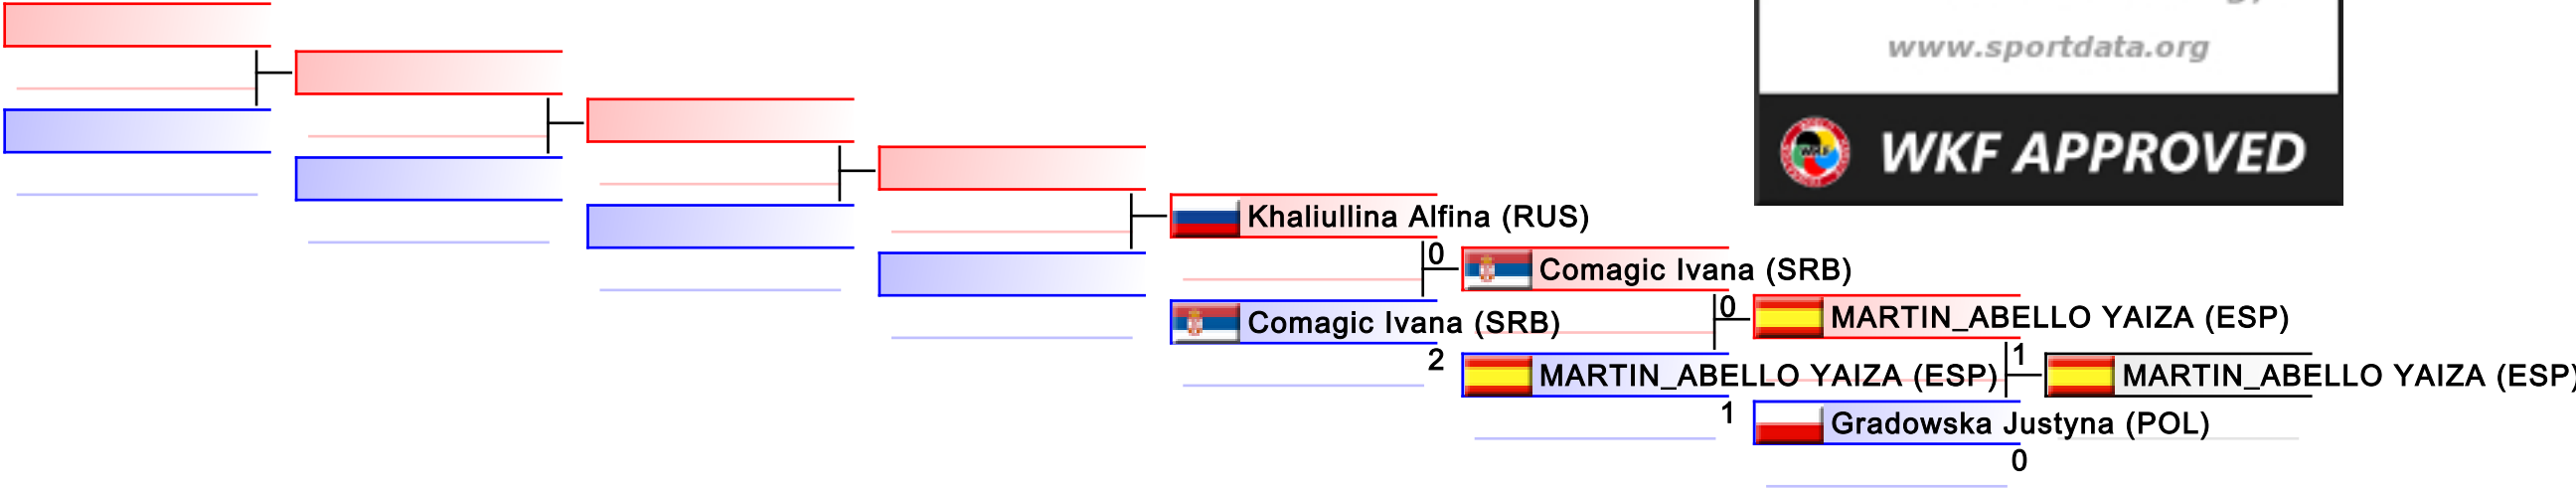 www.sportdata.org
WKF APPROVED
Khaliullina Alfina (RUS)
0
Comagic Ivana (SRB)
Comagic Ivana (SRB)
2
0
MARTIN_ABELLO YAIZA (ESP)
MARTIN_ABELLO YAIZA (ESP)
1
1
MARTIN_ABELLO YAIZA (ESP)
Gradowska Justyna (POL)
0